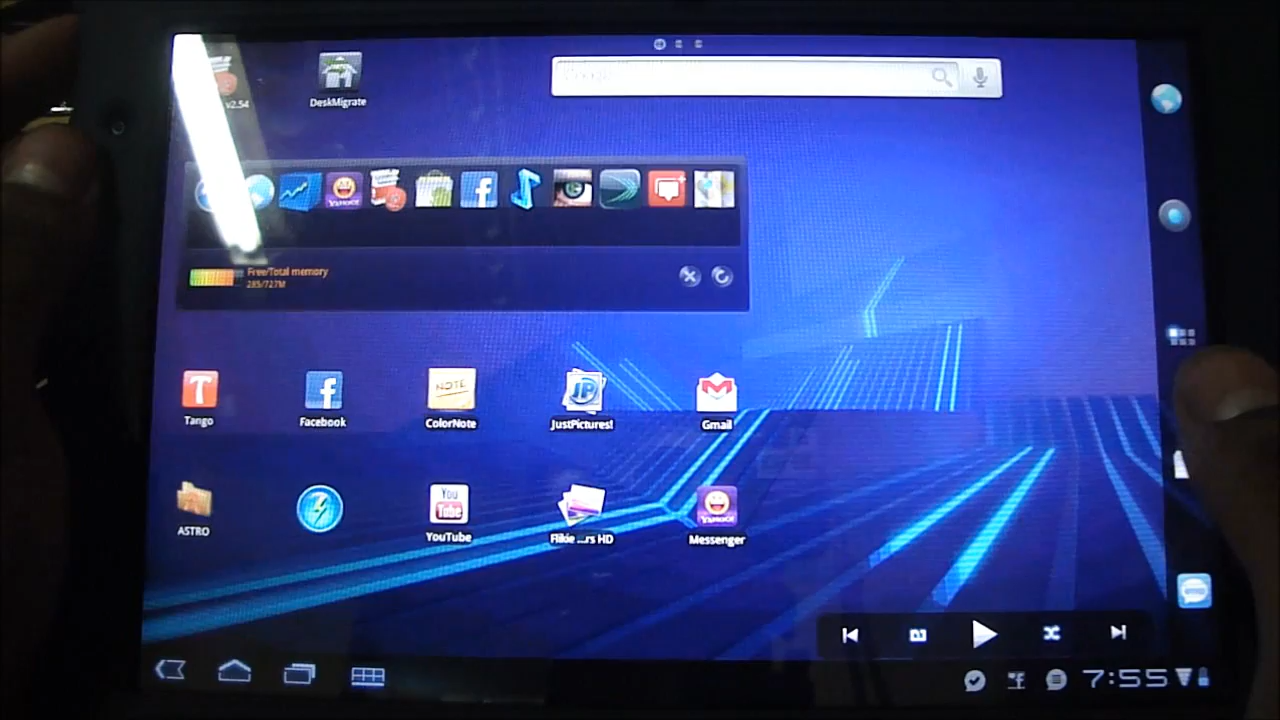 v2.54
DeskMigrate
Google
YAHOO!
Free/Total memory
285/727M
T
f
NOTE
JP
Tango
Facebook
ColorNote
JustPictures!
Gmail
You
Tube
YAHOO!
ASTRO
YouTube
Flikie ...rs HD
Messenger
7:55